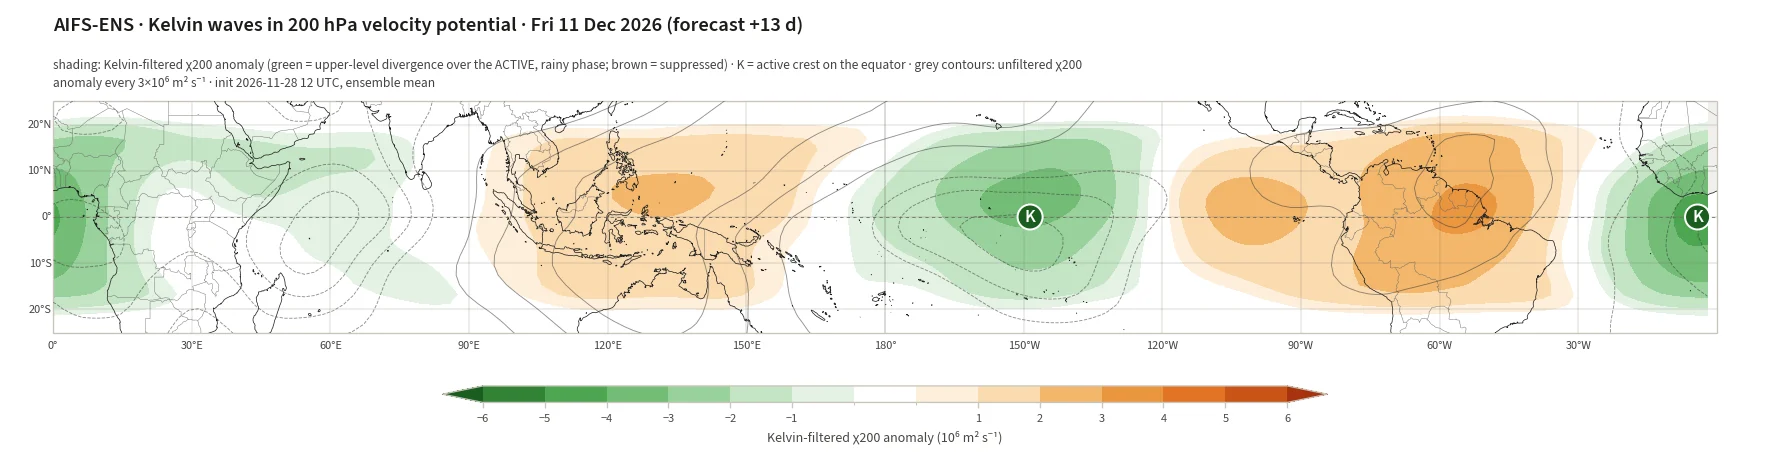 AIFS-ENS · Kelvin waves in 200 hPa velocity potential · Fri 11 Dec 2026 (forecast +13 d)
shading: Kelvin-filtered χ200 anomaly (green = upper-level divergence over the ACTIVE, rainy phase; brown = suppressed) · K = active crest on the equator · grey contours: unfiltered χ200
anomaly every 3×10⁶ m² s⁻¹ · init 2026-11-28 12 UTC, ensemble mean
20°N
10°N
0°
10°S
20°S
K
K
0° 30°E 60°E 90°E 120°E 150°E 180° 150°W 120°W 90°W 60°W 30°W
−6 −5 −4 −3 −2 −1 1 2 3 4 5 6
Kelvin-filtered χ200 anomaly (10⁶ m² s⁻¹)